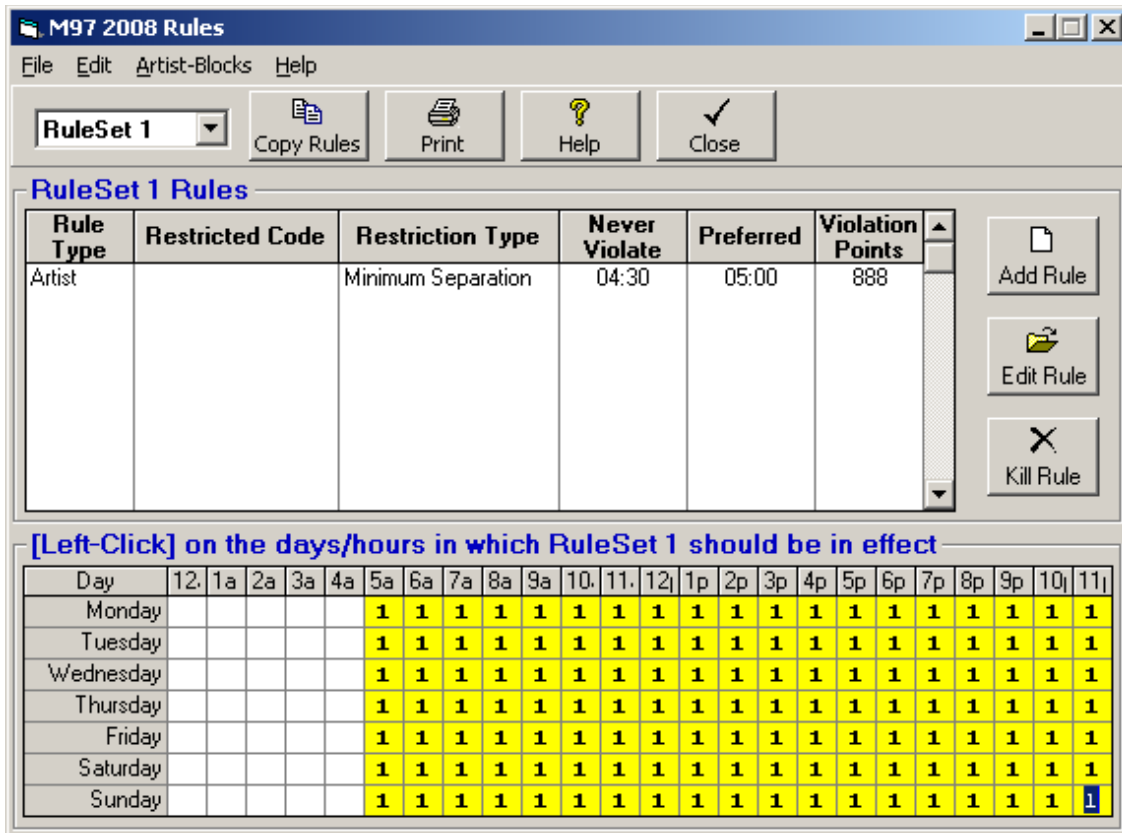 M97 2008 Rules
File Edit Artist-Blocks Help
RuleSet 1 Copy Rules Print Help Close
RuleSet 1 Rules
Rule Type Restricted Code Restriction Type Never Violate Preferred Violation Points
Artist Minimum Separation 04:30 05:00 888
Add Rule
Edit Rule
Kill Rule
[Left-Click] on the days/hours in which RuleSet 1 should be in effect
Day 12. 1a 2a 3a 4a 5a 6a 7a 8a 9a 10. 11. 12p 1p 2p 3p 4p 5p 6p 7p 8p 9p 10p 11p
Monday 1 1 1 1 1 1 1 1 1 1 1 1 1 1 1 1 1 1 1
Tuesday 1 1 1 1 1 1 1 1 1 1 1 1 1 1 1 1 1 1 1
Wednesday 1 1 1 1 1 1 1 1 1 1 1 1 1 1 1 1 1 1 1
Thursday 1 1 1 1 1 1 1 1 1 1 1 1 1 1 1 1 1 1 1
Friday 1 1 1 1 1 1 1 1 1 1 1 1 1 1 1 1 1 1 1
Saturday 1 1 1 1 1 1 1 1 1 1 1 1 1 1 1 1 1 1 1
Sunday 1 1 1 1 1 1 1 1 1 1 1 1 1 1 1 1 1 1 1